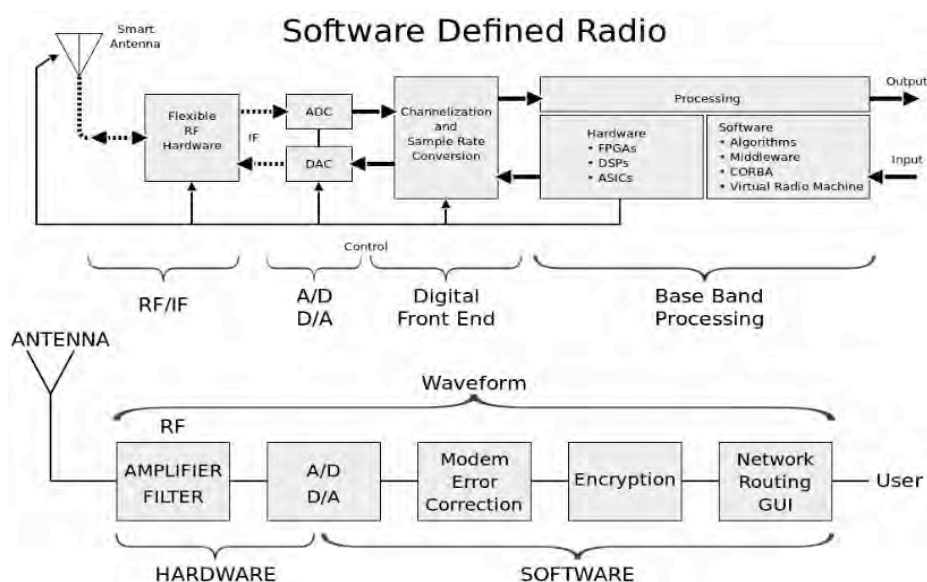 Software Defined Radio
Smart
Antenna
Flexible
RF
Hardware
IF
ADC
DAC
Channelization
and
Sample Rate
Conversion
Processing
Hardware
• FPGAs
• DSPs
• ASICs
Software
• Algorithms
• Middleware
• CORBA
• Virtual Radio Machine
Output
Input
Control
RF/IF
A/D
D/A
Digital
Front End
Base Band
Processing
ANTENNA
Waveform
RF
AMPLIFIER
FILTER
A/D
D/A
Modem
Error
Correction
Encryption
Network
Routing
GUI
User
HARDWARE
SOFTWARE